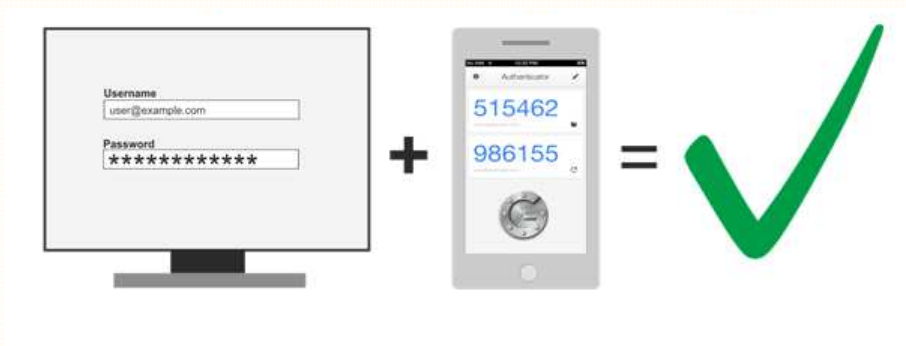 Username
user@example.com
Password
************
+
Authenticator
515462
986155
=